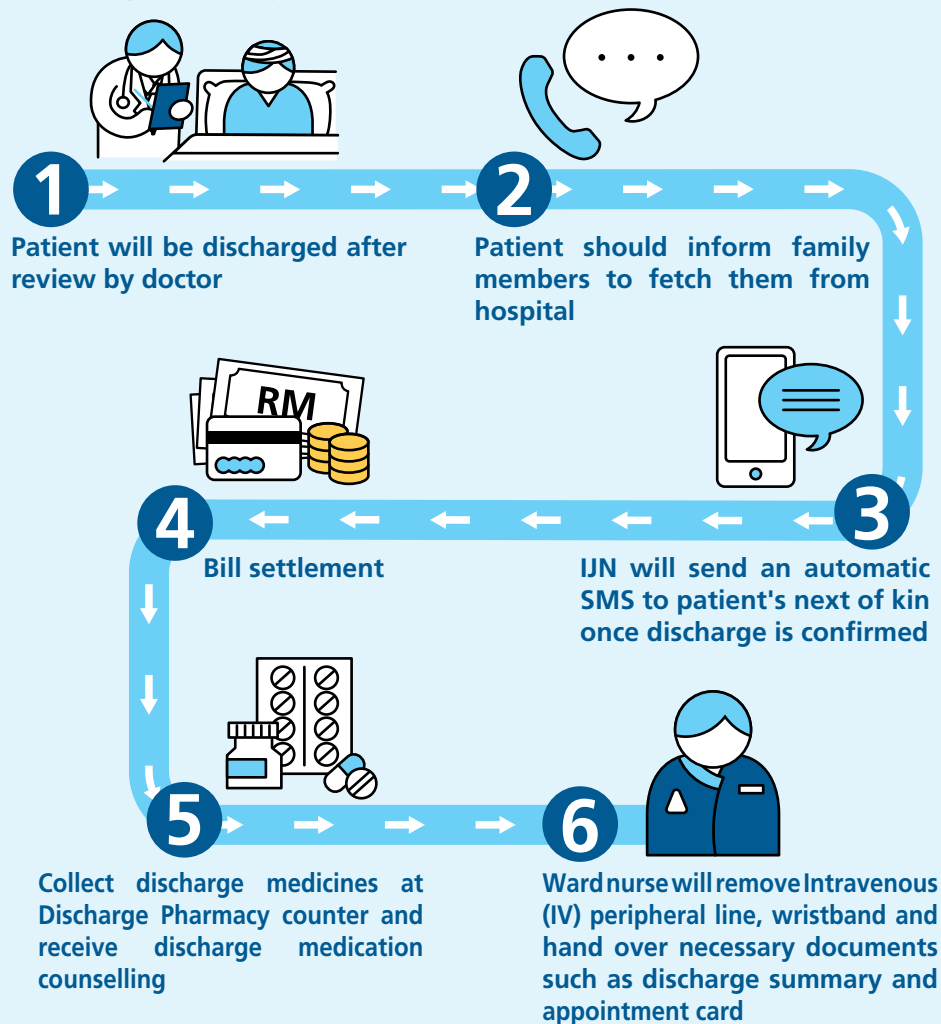 1
Patient will be discharged after
review by doctor
2
Patient should inform family
members to fetch them from
hospital
3
IJN will send an automatic
SMS to patient's next of kin
once discharge is confirmed
RM
4
Bill settlement
5
Collect discharge medicines at
Discharge Pharmacy counter and
receive discharge medication
counselling
6
Ward nurse will remove Intravenous
(IV) peripheral line, wristband and
hand over necessary documents
such as discharge summary and
appointment card